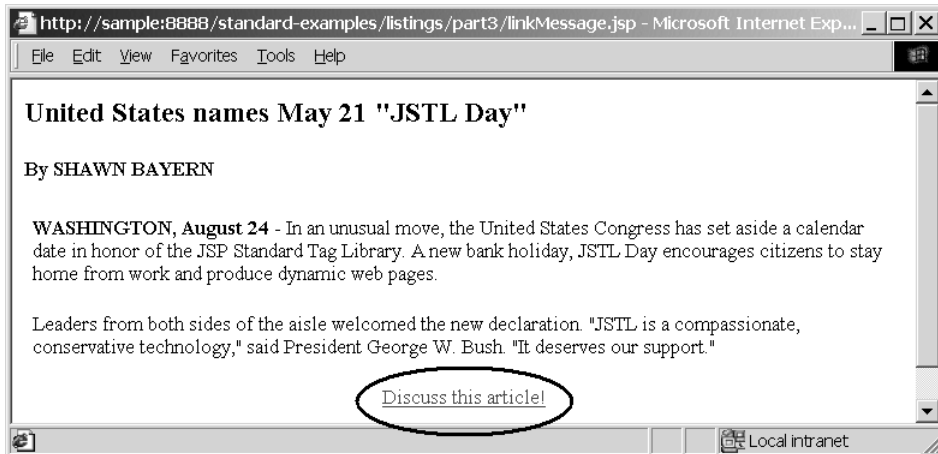 http://sample:8888/standard-examples/listings/part3/linkMessage.jsp - Microsoft Internet Exp...
File Edit View Favorites Tools Help
United States names May 21 "JSTL Day"
By SHAWN BAYERN
WASHINGTON, August 24 - In an unusual move, the United States Congress has set aside a calendar
date in honor of the JSP Standard Tag Library. A new bank holiday, JSTL Day encourages citizens to stay
home from work and produce dynamic web pages.
Leaders from both sides of the aisle welcomed the new declaration. "JSTL is a compassionate,
conservative technology," said President George W. Bush. "It deserves our support."
Discuss this article!
Local intranet